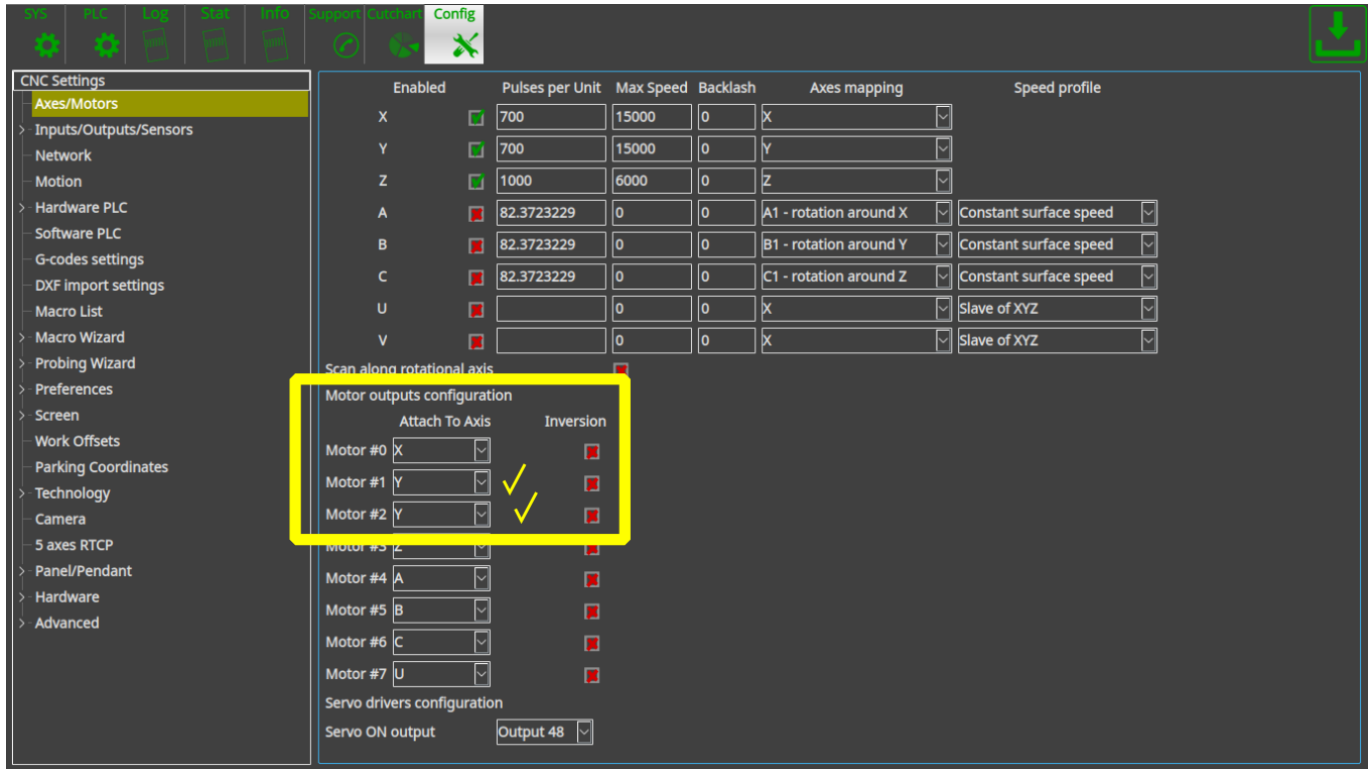 SYS PLC Log Stat Info Support Cutchart Config
CNC Settings
Axes/Motors
Inputs/Outputs/Sensors
Network
Motion
Hardware PLC
Software PLC
G-codes settings
DXF import settings
Macro List
Macro Wizard
Probing Wizard
Preferences
Screen
Work Offsets
Parking Coordinates
Technology
Camera
5 axes RTCP
Panel/Pendant
Hardware
Advanced
Enabled Pulses per Unit Max Speed Backlash Axes mapping Speed profile
X 700 15000 0 X
Y 700 15000 0 Y
Z 1000 6000 0 Z
A 82.3723229 0 0 A1 - rotation around X Constant surface speed
B 82.3723229 0 0 B1 - rotation around Y Constant surface speed
C 82.3723229 0 0 C1 - rotation around Z Constant surface speed
U 0 0 X Slave of XYZ
V 0 0 X Slave of XYZ
Scan along rotational axis
Motor outputs configuration
Attach To Axis Inversion
Motor #0 X
Motor #1 Y
Motor #2 Y
Motor #3 Z
Motor #4 A
Motor #5 B
Motor #6 C
Motor #7 U
Servo drivers configuration
Servo ON output Output 48